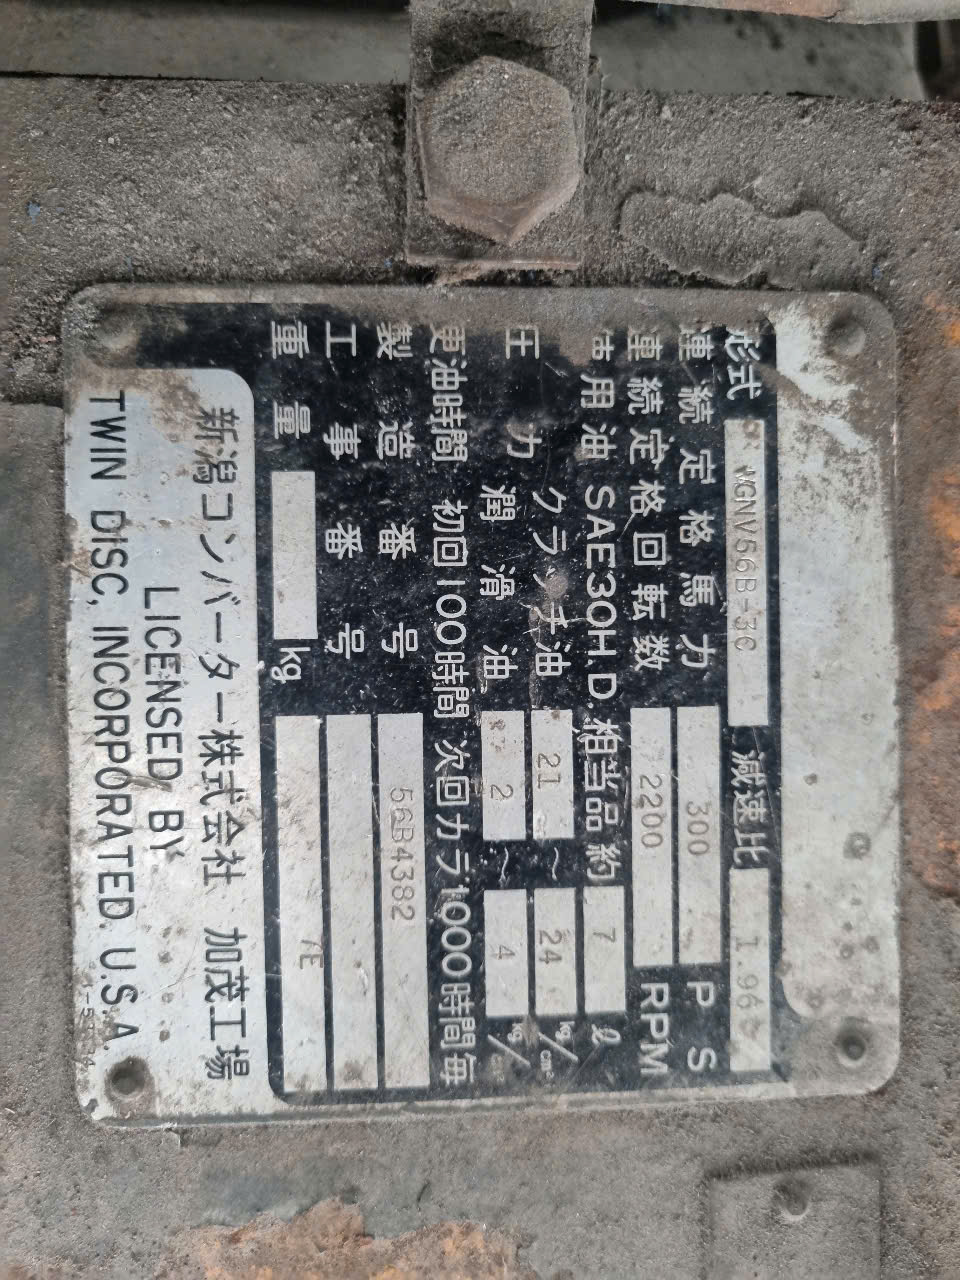 形式 MGNV56B-3C 減速比 1.96
連続定格馬力 300 PS
連続定格回転数 2200 RPM
使用油 SAE30H.D.相当品約 7 ℓ
圧力 クラッチ油 21 ~ 24 kg/cm²
潤滑油 2 ~ 4 kg/cm²
更油時間 初回100時間 次回カラ1000時間毎
製造番号 56B4382
工事番号
重量 kg 7E
新潟コンバーター株式会社 加茂工場
LICENSED BY
TWIN DISC, INCORPORATED, U.S.A